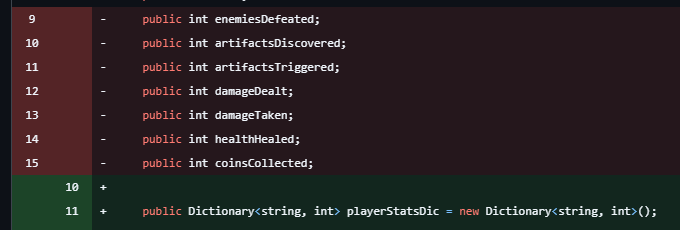 9 - public int enemiesDefeated;
10 - public int artifactsDiscovered;
11 - public int artifactsTriggered;
12 - public int damageDealt;
13 - public int damageTaken;
14 - public int healthHealed;
15 - public int coinsCollected;
10 +
11 + public Dictionary<string, int> playerStatsDic = new Dictionary<string, int>();